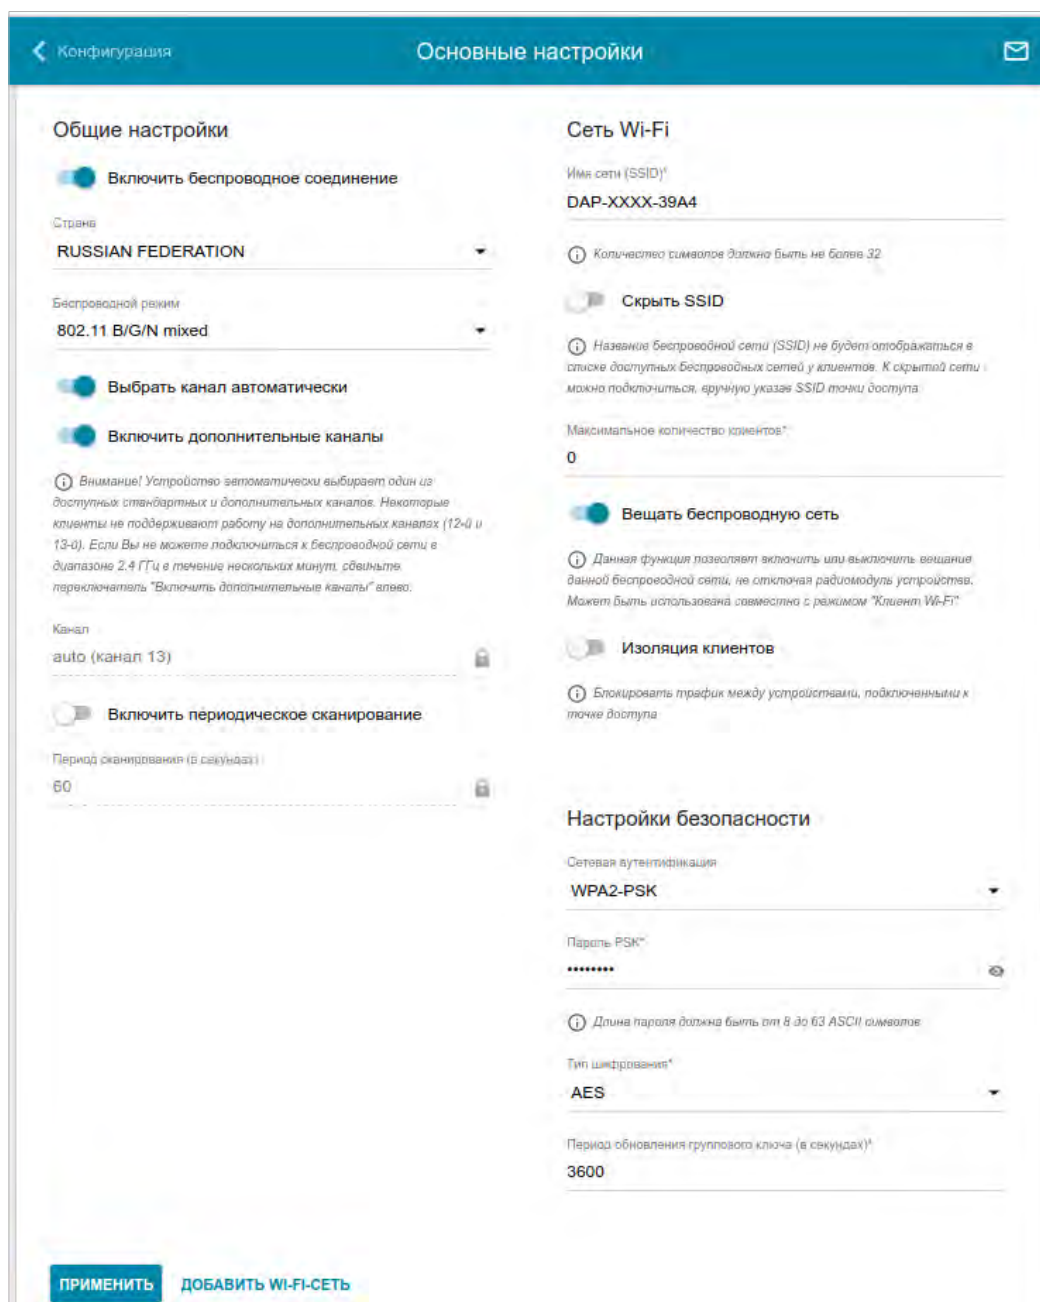 Конфигурация
Основные настройки
Общие настройки
Включить беспроводное соединение
Страна
RUSSIAN FEDERATION
Беспроводной режим
802.11 B/G/N mixed
Выбрать канал автоматически
Включить дополнительные каналы
Внимание! Устройство автоматически выбирает один из
доступных стандартных и дополнительных каналов. Некоторые
клиенты не поддерживают работу на дополнительных каналах (12-й и
13-й). Если Вы не можете подключиться к беспроводной сети в
диапазоне 2.4 ГГц в течение нескольких минут, сдвиньте
переключатель "Включить дополнительные каналы" влево.
Канал
auto (канал 13)
Включить периодическое сканирование
Период сканирования (в секундах)
60
Сеть Wi-Fi
Имя сети (SSID)*
DAP-XXXX-39A4
Количество символов должно быть не более 32
Скрыть SSID
Название беспроводной сети (SSID) не будет отображаться в
списке доступных беспроводных сетей у клиентов. К скрытой сети
можно подключиться, вручную указав SSID точки доступа
Максимальное количество клиентов*
0
Вещать беспроводную сеть
Данная функция позволяет включить или выключить вещание
данной беспроводной сети, не отключая радиомодуль устройства.
Может быть использована совместно с режимом "Клиент Wi-Fi"
Изоляция клиентов
Блокировать трафик между устройствами, подключенными к
точке доступа
Настройки безопасности
Сетевая аутентификация
WPA2-PSK
Пароль PSK*
••••••••
Длина пароля должна быть от 8 до 63 ASCII символов
Тип шифрования*
AES
Период обновления группового ключа (в секундах)*
3600
ПРИМЕНИТЬ
ДОБАВИТЬ WI-FI-СЕТЬ